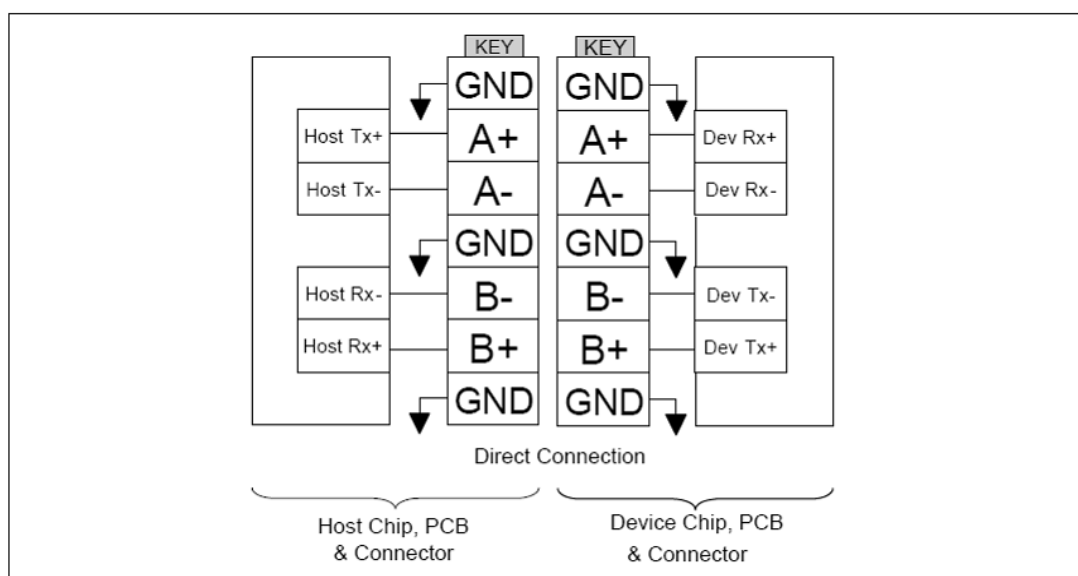 KEY KEY
GND GND
Host Tx+ A+ A+ Dev Rx+
Host Tx- A- A- Dev Rx-
GND GND
Host Rx- B- B- Dev Tx-
Host Rx+ B+ B+ Dev Tx+
GND GND
Direct Connection
Host Chip, PCB
& Connector
Device Chip, PCB
& Connector